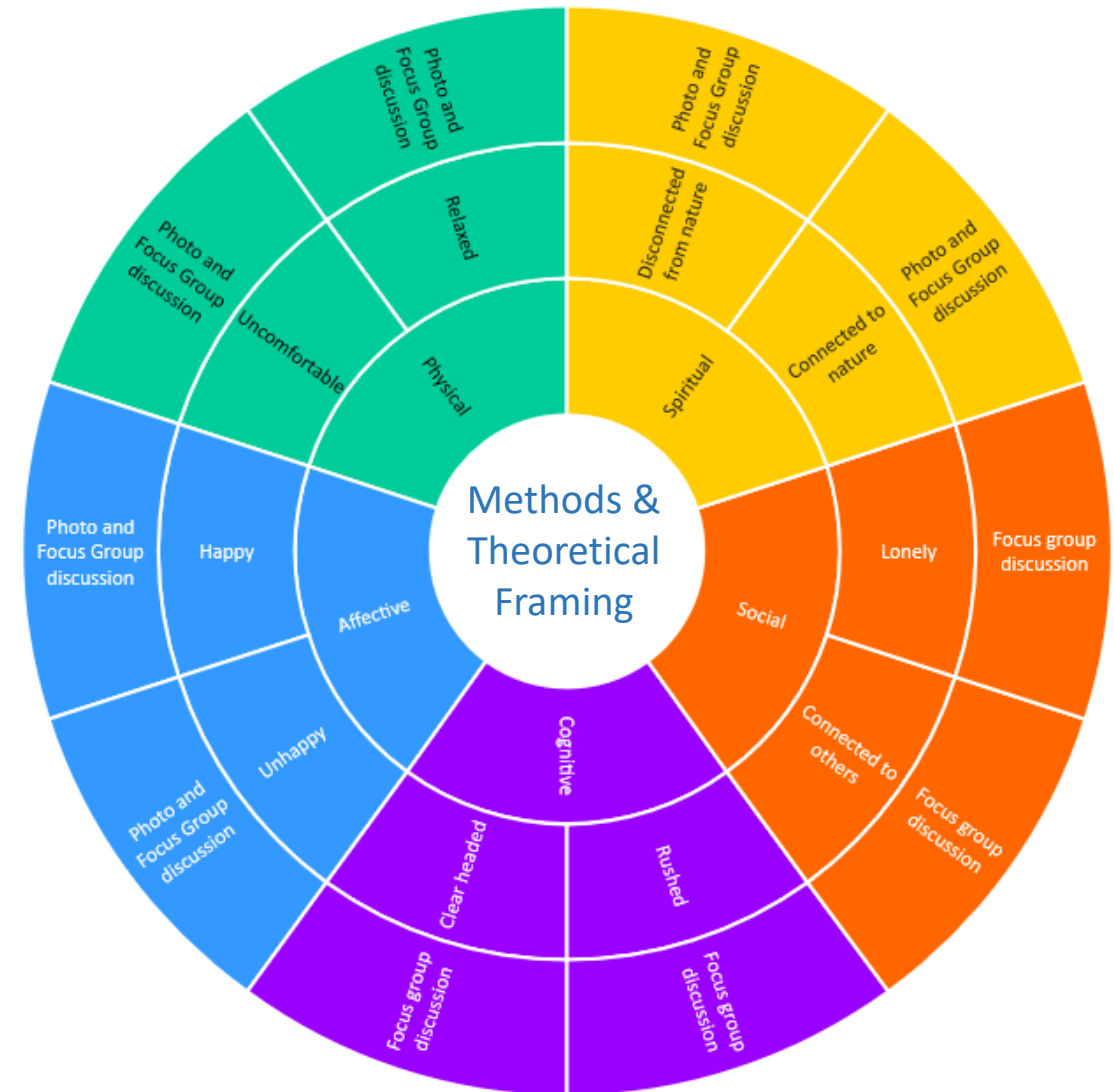 Methods &
Theoretical
Framing
Spiritual
Disconnected
from nature
Photo and
Focus Group
discussion
Connected to
nature
Photo and
Focus Group
discussion
Social
Lonely
Focus group
discussion
Connected to
others
Focus group
discussion
Cognitive
Rushed
Focus group
discussion
Clear headed
Focus group
discussion
Affective
Unhappy
Photo and
Focus Group
discussion
Happy
Photo and
Focus Group
discussion
Physical
Uncomfortable
Photo and
Focus Group
discussion
Relaxed
Photo and
Focus Group
discussion